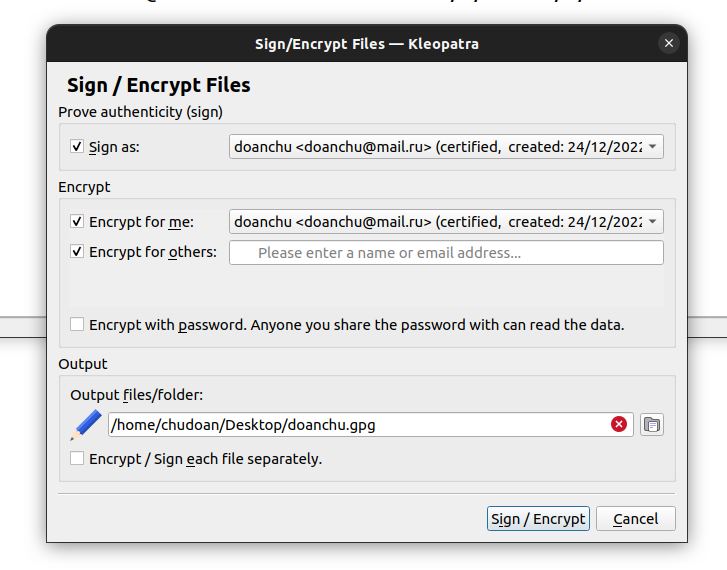 Sign/Encrypt Files — Kleopatra
Sign / Encrypt Files
Prove authenticity (sign)
Sign as: doanchu <doanchu@mail.ru> (certified, created: 24/12/2022
Encrypt
Encrypt for me: doanchu <doanchu@mail.ru> (certified, created: 24/12/2022
Encrypt for others: Please enter a name or email address...
Encrypt with password. Anyone you share the password with can read the data.
Output
Output files/folder:
/home/chudoan/Desktop/doanchu.gpg
Encrypt / Sign each file separately.
Sign / Encrypt Cancel